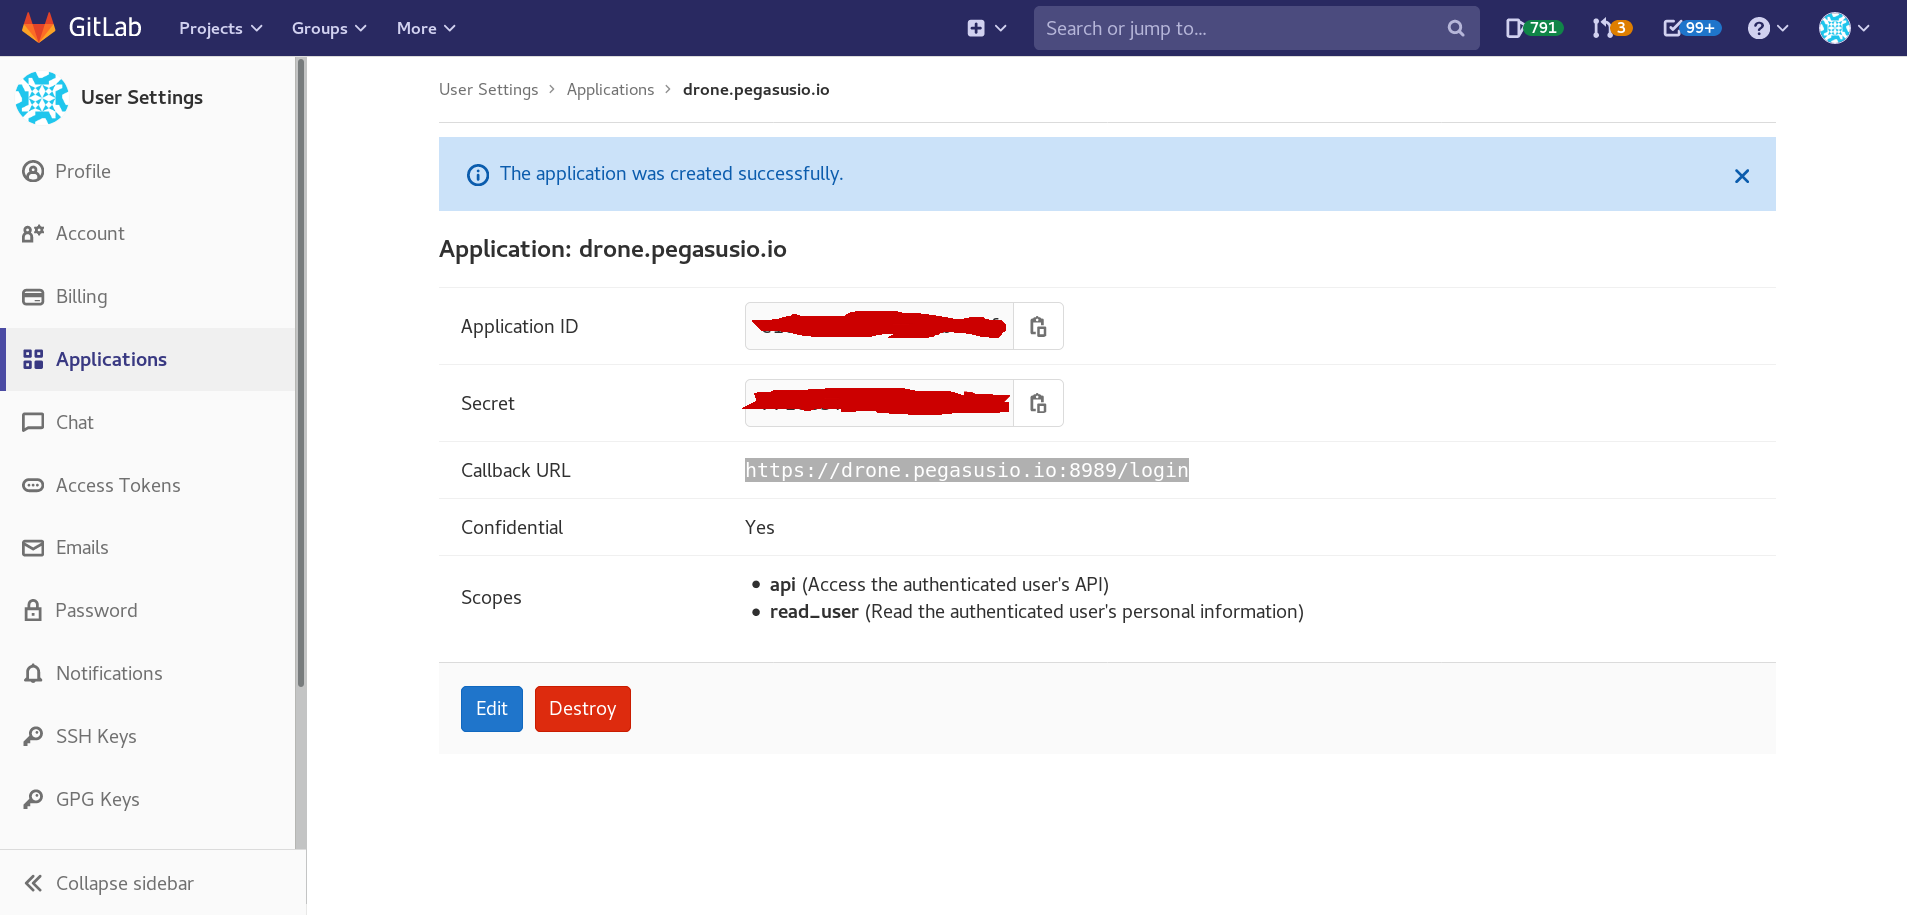 GitLab Projects Groups More Search or jump to... 791 3 99+
User Settings
Profile
Account
Billing
Applications
Chat
Access Tokens
Emails
Password
Notifications
SSH Keys
GPG Keys
Collapse sidebar
User Settings > Applications > drone.pegasusio.io
The application was created successfully.
Application: drone.pegasusio.io
Application ID
Secret
Callback URL https://drone.pegasusio.io:8989/login
Confidential Yes
Scopes
• api (Access the authenticated user's API)
• read_user (Read the authenticated user's personal information)
Edit Destroy